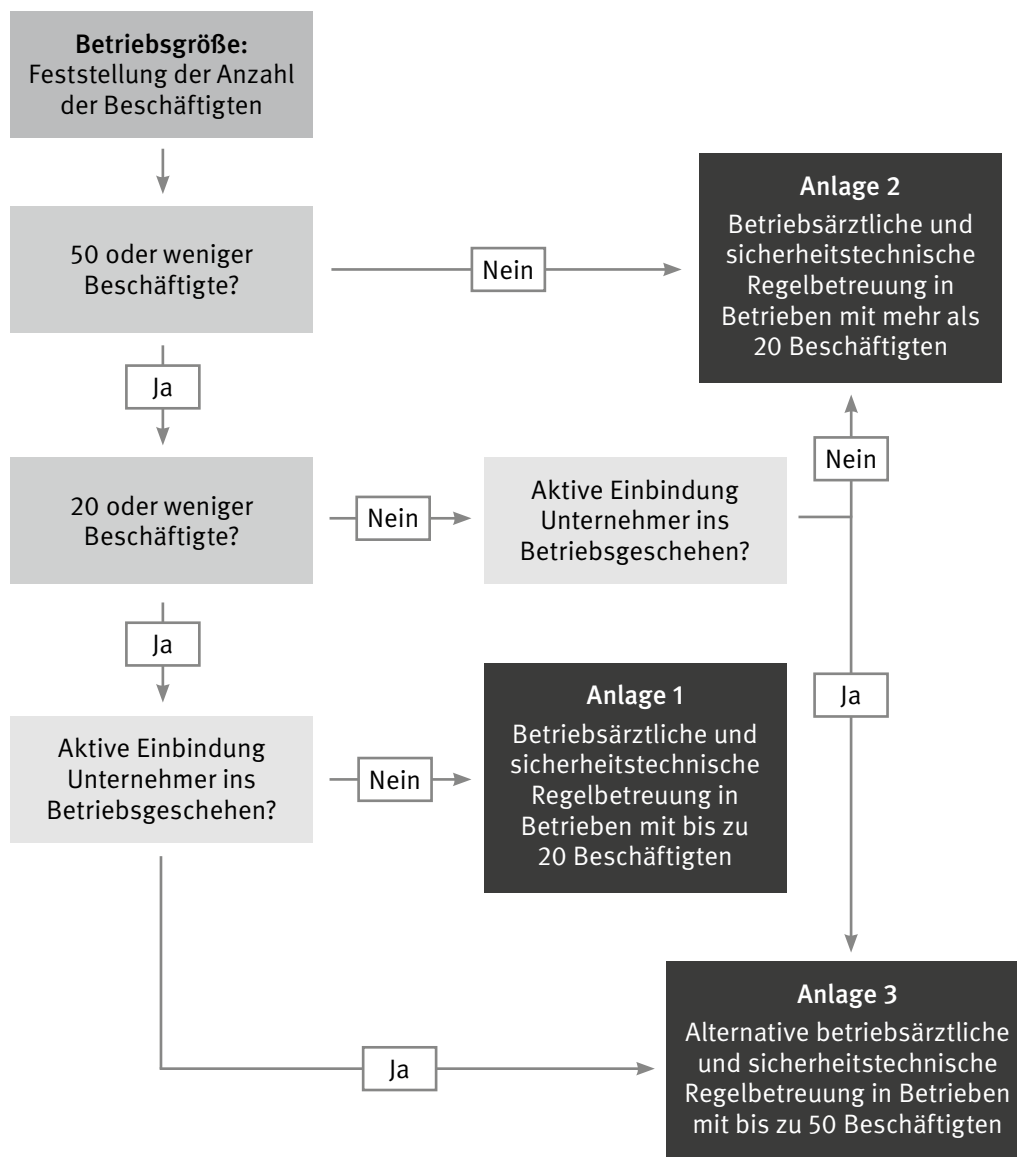 Betriebsgröße:
Feststellung der Anzahl
der Beschäftigten
50 oder weniger
Beschäftigte?
Nein
Anlage 2
Betriebsärztliche und
sicherheitstechnische
Regelbetreuung in
Betrieben mit mehr als
20 Beschäftigten
Ja
20 oder weniger
Beschäftigte?
Nein
Aktive Einbindung
Unternehmer ins
Betriebsgeschehen?
Nein
Ja
Ja
Aktive Einbindung
Unternehmer ins
Betriebsgeschehen?
Nein
Anlage 1
Betriebsärztliche und
sicherheitstechnische
Regelbetreuung in
Betrieben mit bis zu
20 Beschäftigten
Ja
Anlage 3
Alternative betriebsärztliche
und sicherheitstechnische
Regelbetreuung in Betrieben
mit bis zu 50 Beschäftigten